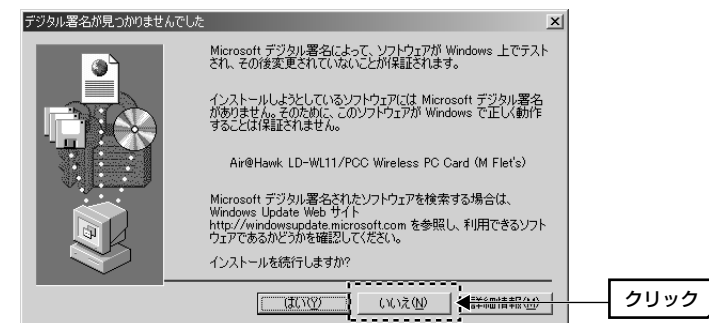 デジタル署名が見つかりませんでした
Microsoft デジタル署名によって、ソフトウェアが Windows 上でテスト
され、その後変更されていないことが保証されます。
インストールしようとしているソフトウェアには Microsoft デジタル署名
がありません。そのために、このソフトウェアが Windows で正しく動作
することは保証されません。
Air@Hawk LD-WL11/PCC Wireless PC Card (M Flet's)
Microsoft デジタル署名されたソフトウェアを検索する場合は、
Windows Update Web サイト
http://windowsupdate.microsoft.com を参照し、利用できるソフト
ウェアであるかどうかを確認してください。
インストールを続行しますか?
はい(Y) いいえ(N) 詳細情報(M)
クリック